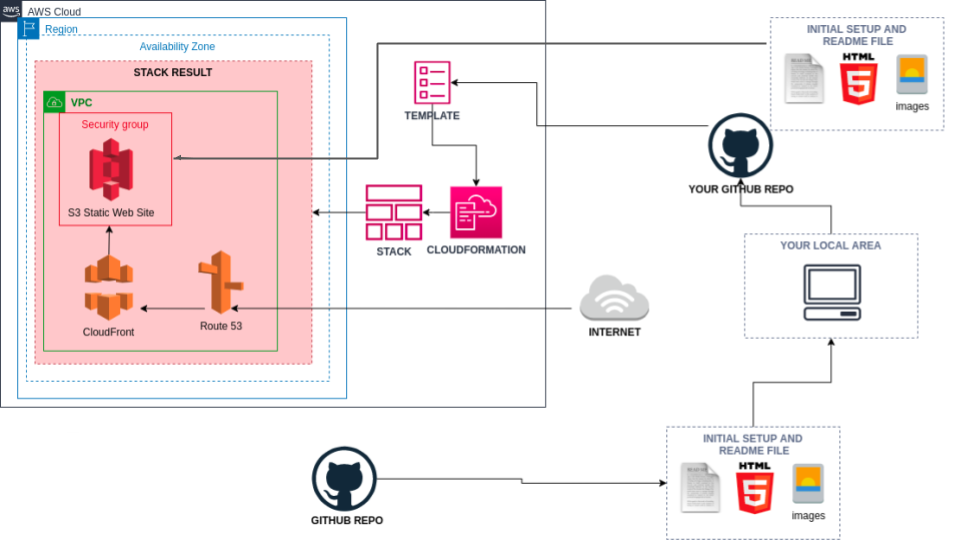 aws
AWS Cloud
Region
Availability Zone
STACK RESULT
VPC
Security group
S3 Static Web Site
CloudFront
Route 53
TEMPLATE
STACK
CLOUDFORMATION
INTERNET
INITIAL SETUP AND
README FILE
README
HTML
5
images
YOUR GITHUB REPO
YOUR LOCAL AREA
INITIAL SETUP AND
README FILE
README
HTML
5
images
GITHUB REPO